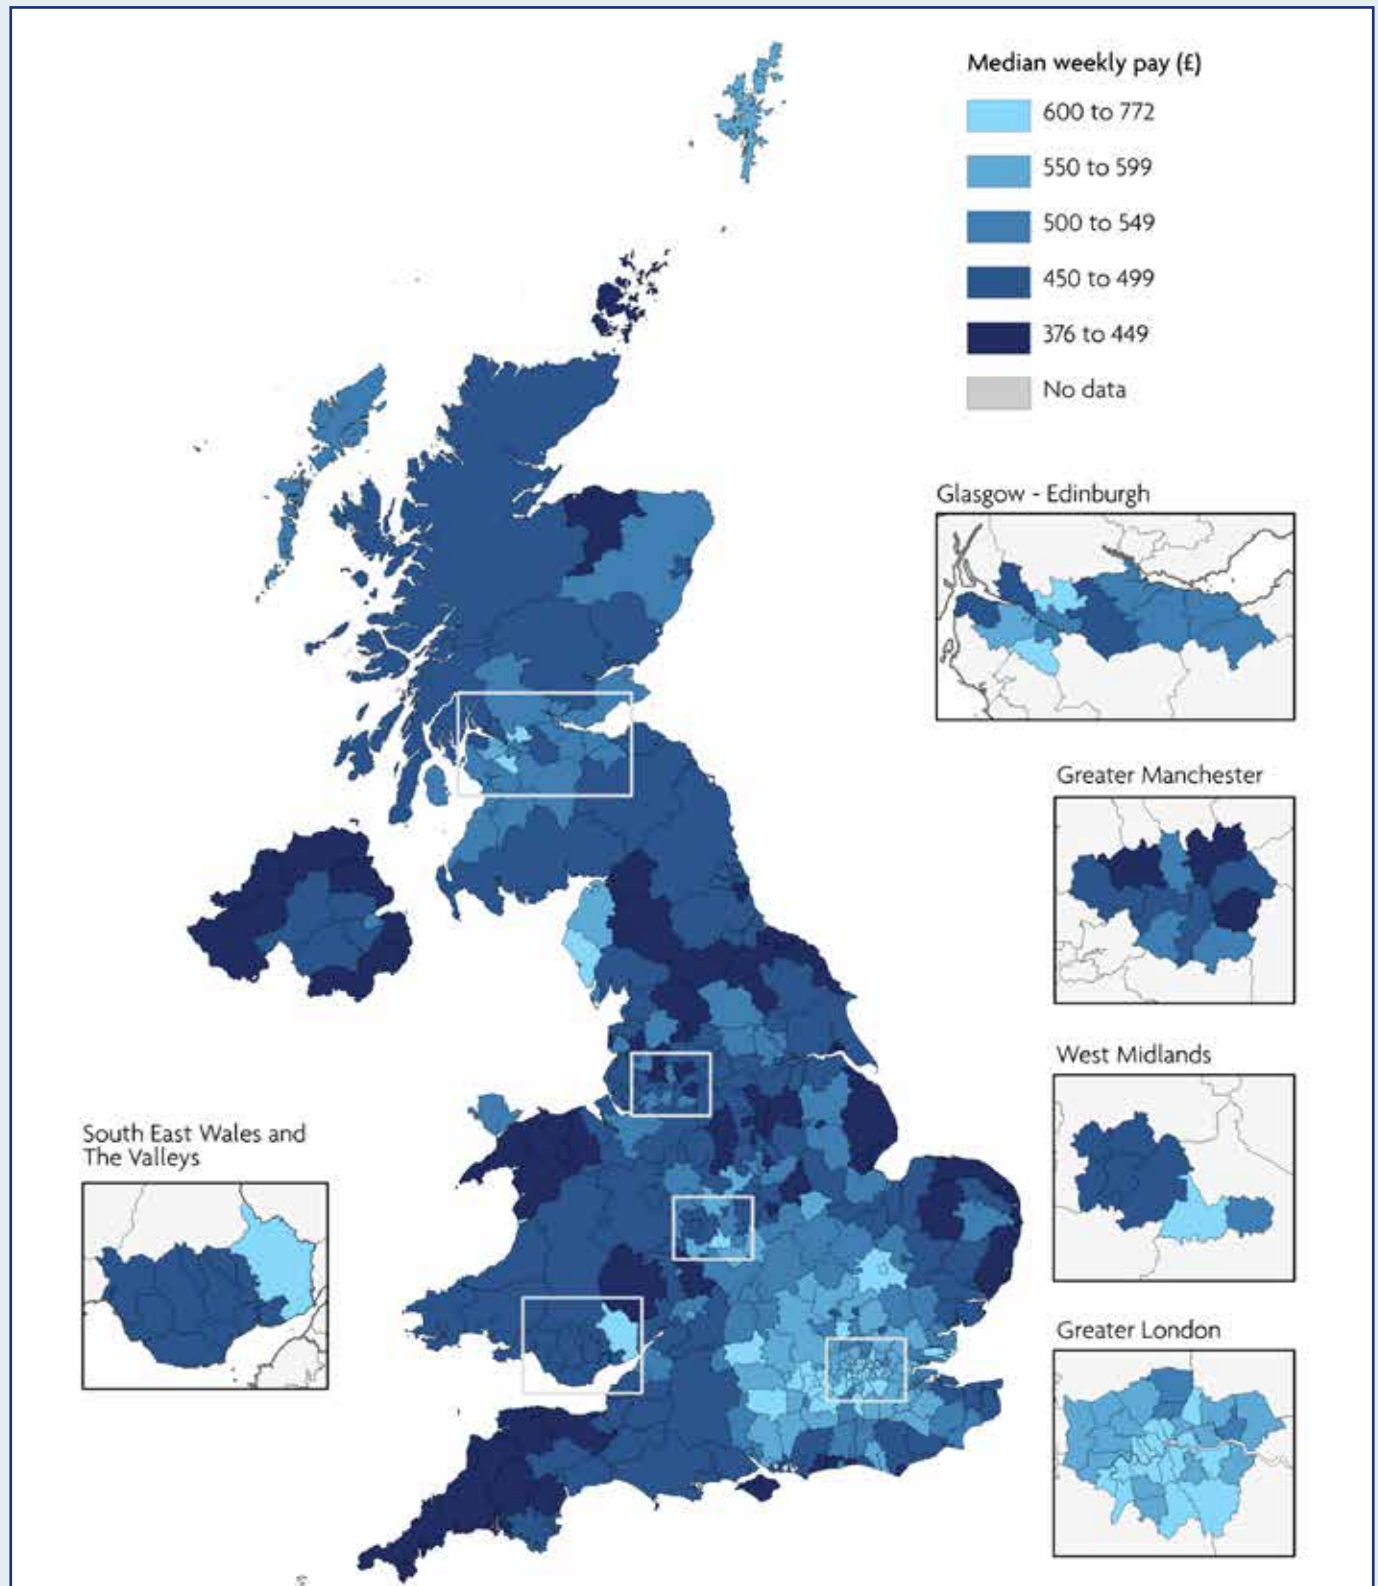 Median weekly pay (£)
600 to 772
550 to 599
500 to 549
450 to 499
376 to 449
No data
Glasgow - Edinburgh
Greater Manchester
West Midlands
South East Wales and
The Valleys
Greater London